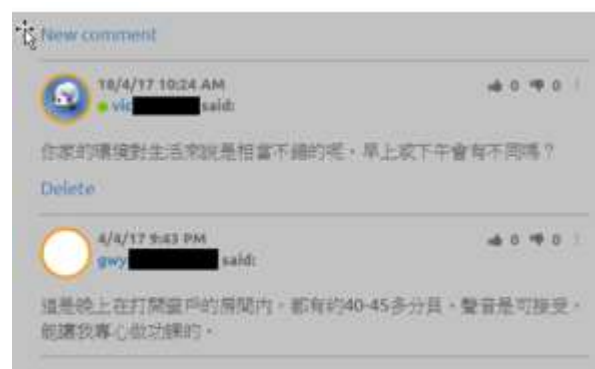 New comment
18/4/17 10:24 AM
0 0
vic said:
你家的環境對生活來說是相當不錯的呢，早上或下午會有不同嗎？
Delete
4/4/17 9:43 PM
0 0
gwy said:
這是晚上在打開窗戶的房間內，都有約40-45多分貝，聲音是可接受，
能讓我專心做功課的。